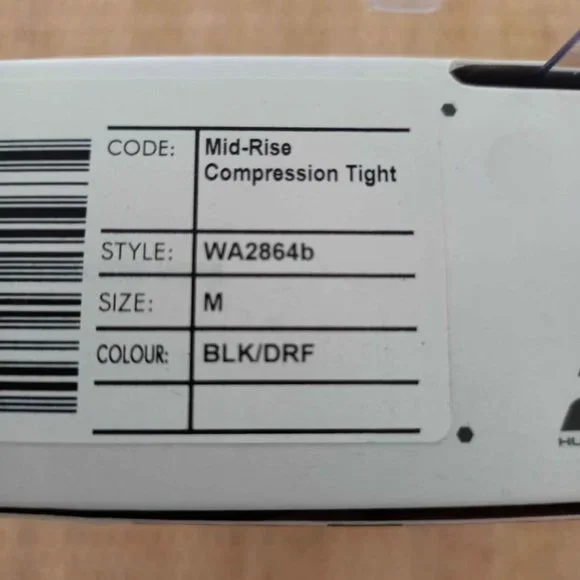 CODE: Mid-Rise
Compression Tight
STYLE: WA2864b
SIZE: M
COLOUR: BLK/DRF